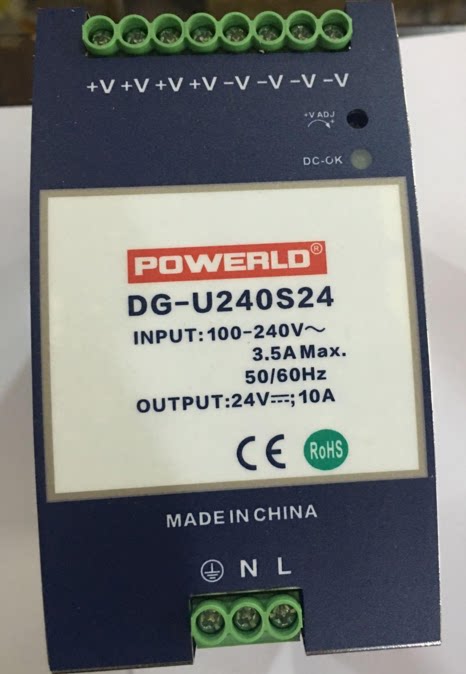 +V +V +V +V -V -V -V -V
+V ADJ
+
DC-OK
POWERLD®
DG-U240S24
INPUT:100-240V~
3.5A Max.
50/60Hz
OUTPUT:24V⎓;10A
CE RoHS
MADE IN CHINA
N L